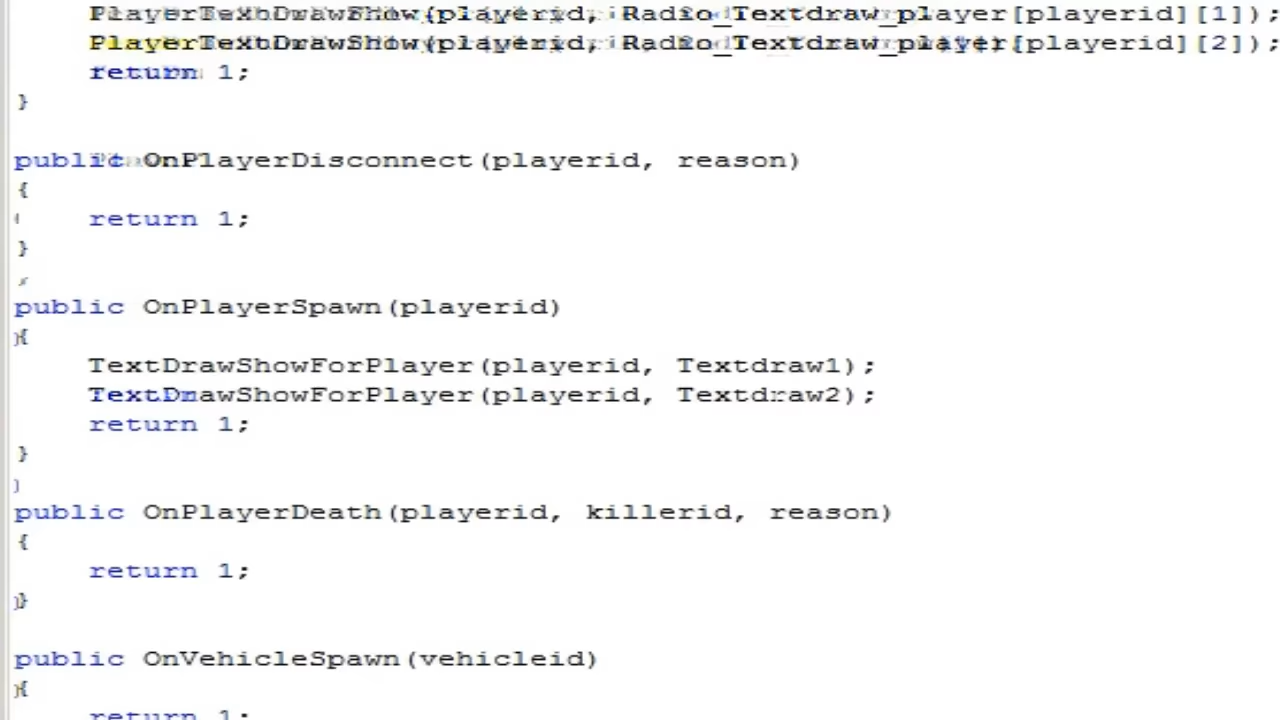 PlayerTextDrawShow(playerid, Radio_Textdraw_player[playerid][1]);
PlayerTextDrawShow(playerid, Radio_Textdraw_player[playerid][2]);
return 1;
}
public OnPlayerDisconnect(playerid, reason)
{
return 1;
}
public OnPlayerSpawn(playerid)
{
TextDrawShowForPlayer(playerid, Textdraw1);
TextDrawShowForPlayer(playerid, Textdraw2);
return 1;
}
public OnPlayerDeath(playerid, killerid, reason)
{
return 1;
}
public OnVehicleSpawn(vehicleid)
{
return 1;